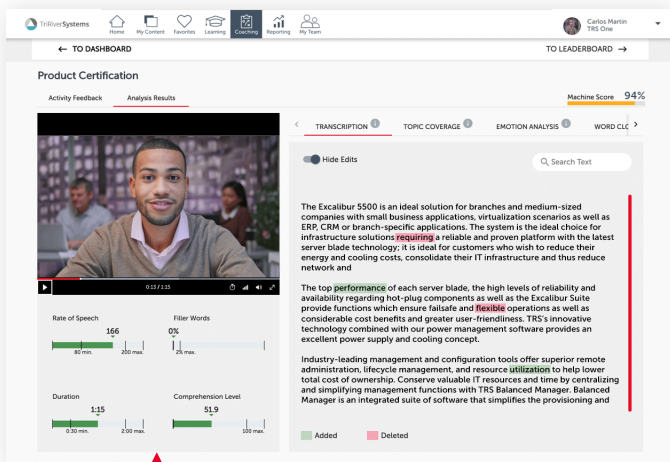 TriRiverSystems
Home
My Content
Favorites
Learning
Coaching
Reporting
My Team
Carlos Martin
TRS One
← TO DASHBOARD
TO LEADERBOARD →
Product Certification
Activity Feedback
Analysis Results
Machine Score 94%
< TRANSCRIPTION i
TOPIC COVERAGE i
EMOTION ANALYSIS i
WORD CLC >
Hide Edits
Search Text
The Excalibur 5500 is an ideal solution for branches and medium-sized
companies with small business applications, virtualization scenarios as well as
ERP, CRM or branch-specific applications. The system is the ideal choice for
infrastructure solutions requiring a reliable and proven platform with the latest
server blade technology; it is ideal for customers who wish to reduce their
energy and cooling costs, consolidate their IT infrastructure and thus reduce
network and
The top performance of each server blade, the high levels of reliability and
availability regarding hot-plug components as well as the Excalibur Suite
provide functions which ensure failsafe and flexible operations as well as
considerable cost benefits and greater user-friendliness. TRS's innovative
technology combined with our power management software provides an
excellent power supply and cooling concept.
Industry-leading management and configuration tools offer superior remote
administration, lifecycle management, and resource utilization to help lower
total cost of ownership. Conserve valuable IT resources and time by centralizing
and simplifying management functions with TRS Balanced Manager. Balanced
Manager is an integrated suite of software that simplifies the provisioning and
Added
Deleted
0:13 / 1:15
Rate of Speech
166
80 min.
200 max.
Filler Words
0%
2% max.
Duration
1:15
0:30 min.
2:00 max.
Comprehension Level
51.9
100 max.